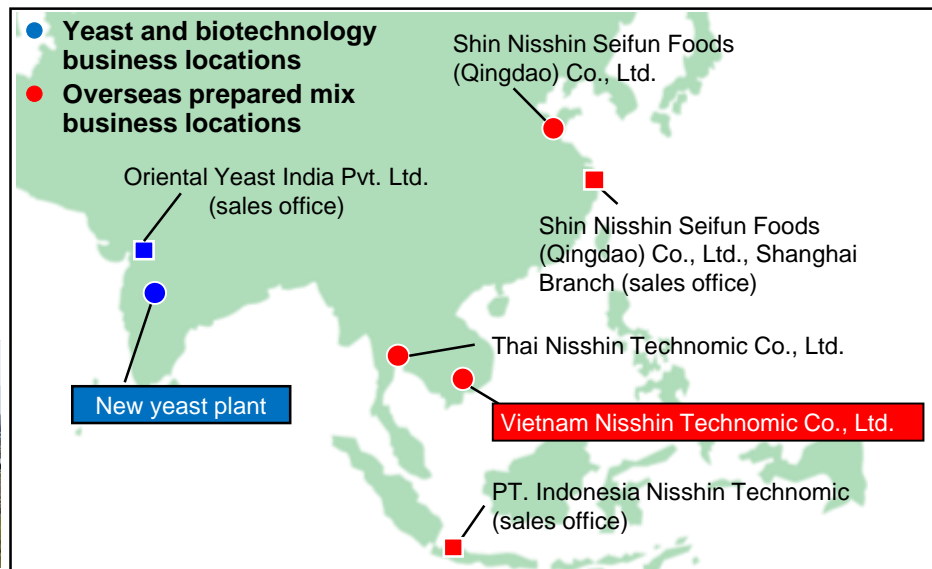 Yeast and biotechnology
business locations
Overseas prepared mix
business locations
Shin Nisshin Seifun Foods
(Qingdao) Co., Ltd.
Oriental Yeast India Pvt. Ltd.
(sales office)
Shin Nisshin Seifun Foods
(Qingdao) Co., Ltd., Shanghai
Branch (sales office)
Thai Nisshin Technomic Co., Ltd.
New yeast plant
Vietnam Nisshin Technomic Co., Ltd.
PT. Indonesia Nisshin Technomic
(sales office)